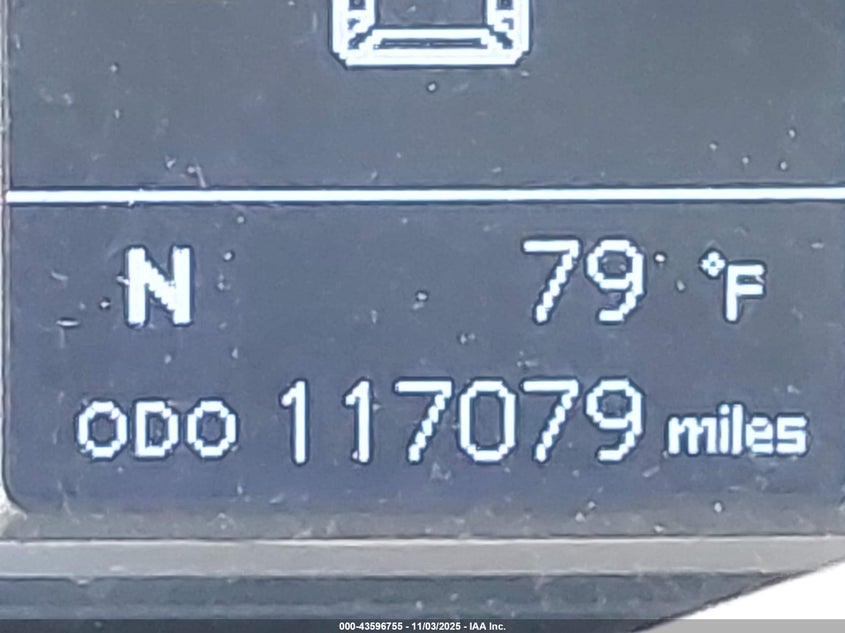 N 79 °F
ODO 117079 miles
000-43596755 - 11/03/2025 - IAA Inc.